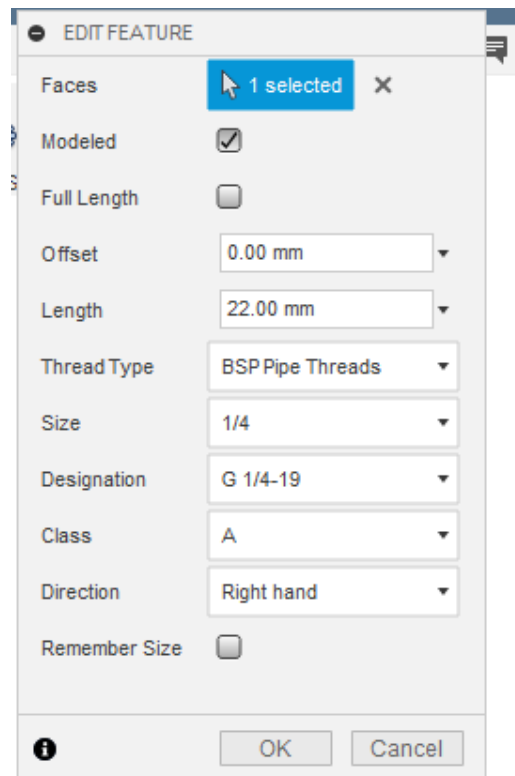 EDIT FEATURE
Faces 1 selected
Modeled
Full Length
Offset 0.00 mm
Length 22.00 mm
Thread Type BSP Pipe Threads
Size 1/4
Designation G 1/4-19
Class A
Direction Right hand
Remember Size
OK Cancel